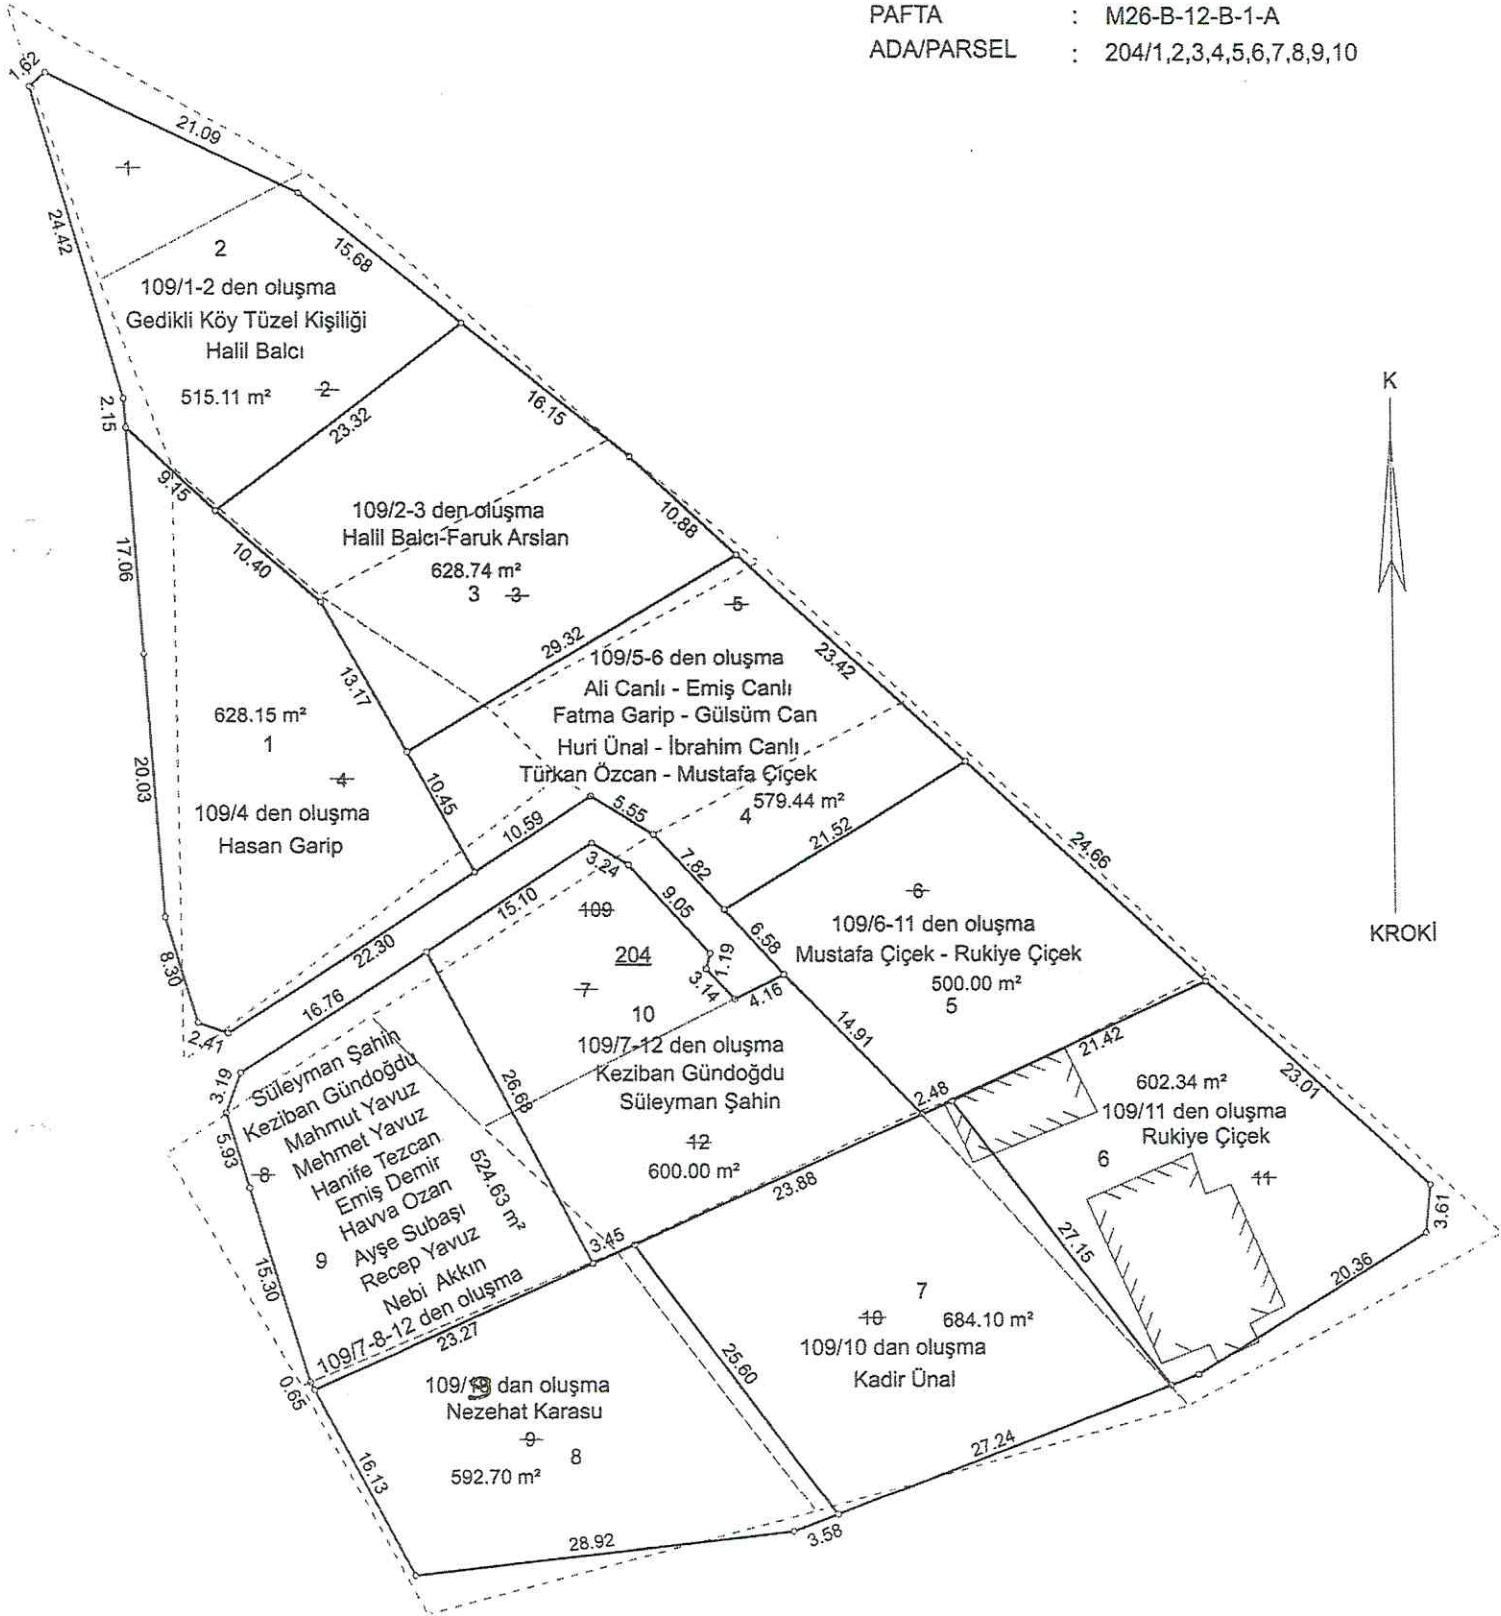 PAFTA : M26-B-12-B-1-A
ADA/PARSEL : 204/1,2,3,4,5,6,7,8,9,10
1.62
21.09
1
24.42
2
15.68
109/1-2 den oluşma
Gedikli Köy Tüzel Kişiliği
Halil Balcı
515.11 m²
2
2.15
23.32
16.15
9.15
10.40
109/2-3 den oluşma
Halil Balcı-Faruk Arslan
628.74 m²
3
3
10.88
17.06
13.17
29.32
5
23.42
109/5-6 den oluşma
Ali Canlı - Emiş Canlı
Fatma Garip - Gülsüm Can
Huri Ünal - İbrahim Canlı
Türkan Özcan - Mustafa Çiçek
579.44 m²
4
628.15 m²
1
4
109/4 den oluşma
Hasan Garip
20.03
10.45
10.59
5.55
7.82
21.52
24.66
K
KROKİ
3.24
15.10
9.05
109
204
7
10
1.19
3.14
4.16
6.58
6
109/6-11 den oluşma
Mustafa Çiçek - Rukiye Çiçek
500.00 m²
5
8.30
2.41
22.30
16.76
14.91
109/7-12 den oluşma
Keziban Gündoğdu
Süleyman Şahin
12
600.00 m²
26.68
2.48
21.42
23.01
602.34 m²
109/11 den oluşma
Rukiye Çiçek
6
11
3.61
20.36
27.15
3.19
5.93
8
Süleyman Şahin
Keziban Gündoğdu
Mahmut Yavuz
Mehmet Yavuz
Hanife Tezcan
Emiş Demir
Havva Ozan
Ayşe Subaşı
Recep Yavuz
Nebi Akkın
109/7-8-12 den oluşma
524.63 m²
9
15.30
0.65
3.45
23.88
23.27
7
10
684.10 m²
109/10 dan oluşma
Kadir Ünal
25.60
27.24
109/9 dan oluşma
Nezehat Karasu
9
8
592.70 m²
16.13
28.92
3.58